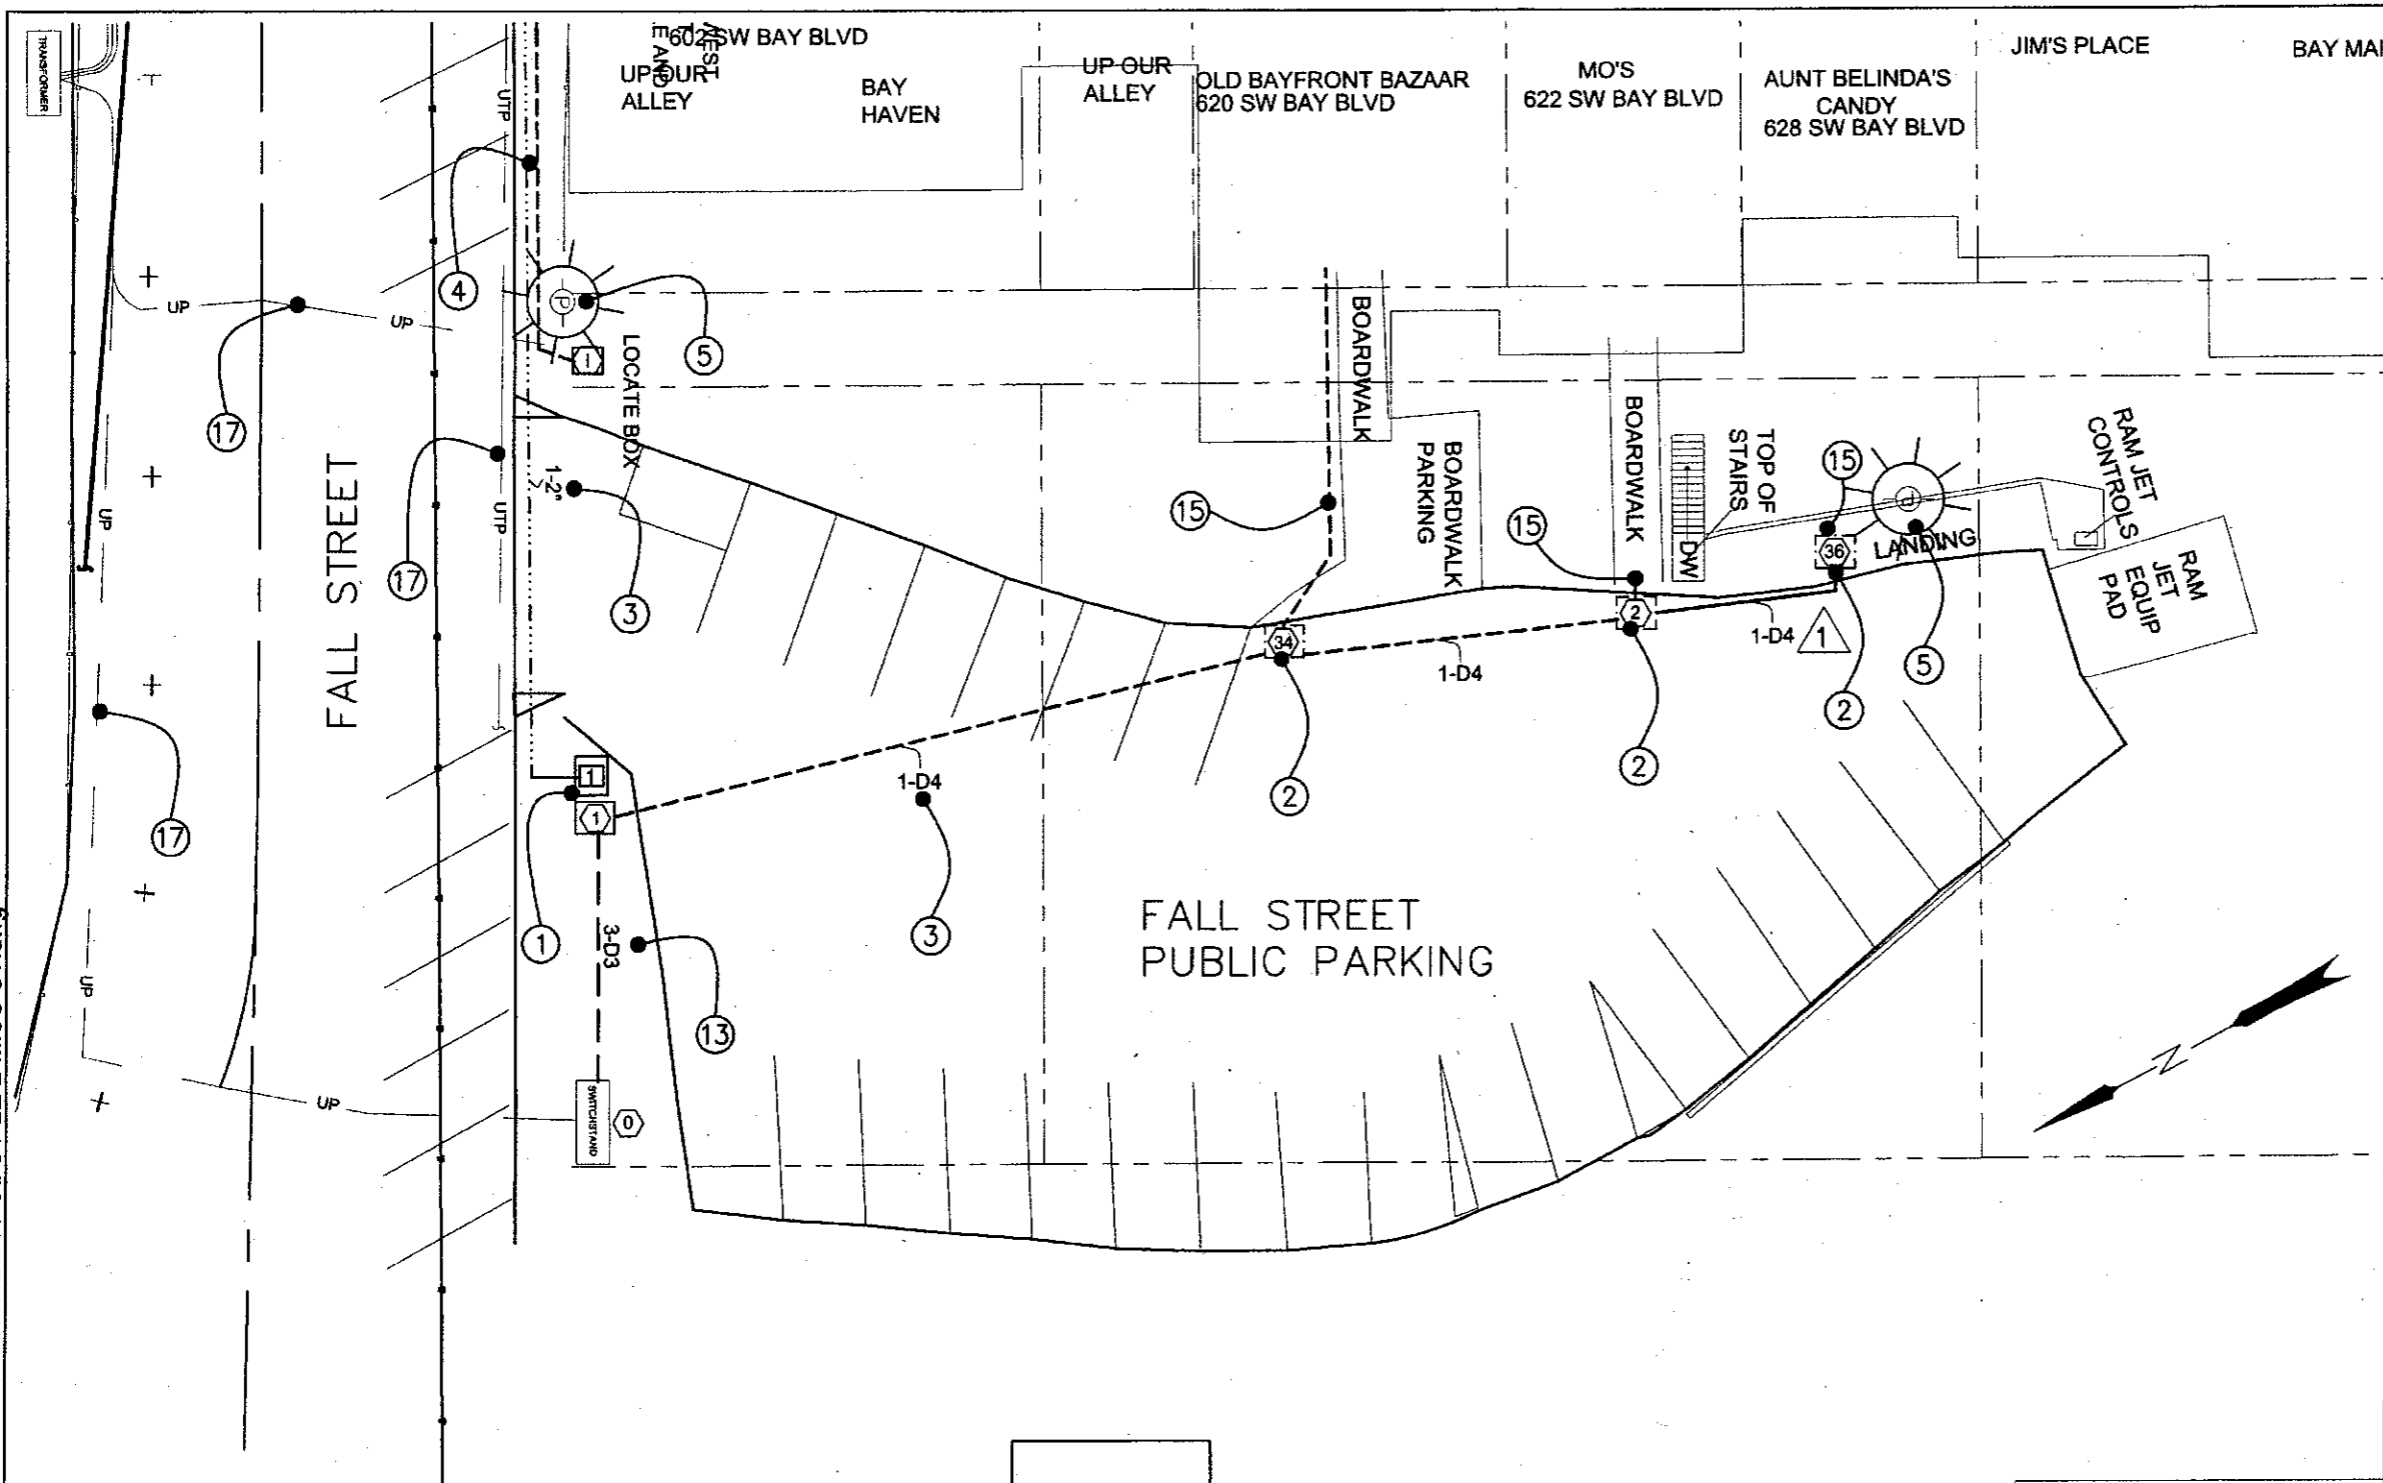 TRANSFORMER
602 SW BAY BLVD
WEST
UP OUR
ALLEY
BAY
HAVEN
UP OUR
ALLEY
OLD BAYFRONT BAZAAR
620 SW BAY BLVD
MO'S
622 SW BAY BLVD
AUNT BELINDA'S
CANDY
628 SW BAY BLVD
JIM'S PLACE
UTP
4
P
5
1
LOCATE BOX
UP
UP
17
17
FALL STREET
UTP
1-2"
3
UP
17
BOARDWALK
15
BOARDWALK
PARKING
15
BOARDWALK
TOP OF
STAIRS
DW
15
P
36
LANDING
RAM JET
CONTROLS
RAM
JET
EQUIP
PAD
34
2
1-D4
1-D4
1
5
2
2
2
1
1
1-D4
3
1
3-D3
13
FALL STREET
PUBLIC PARKING
UP
UP
SWITCHSTAND
0
N